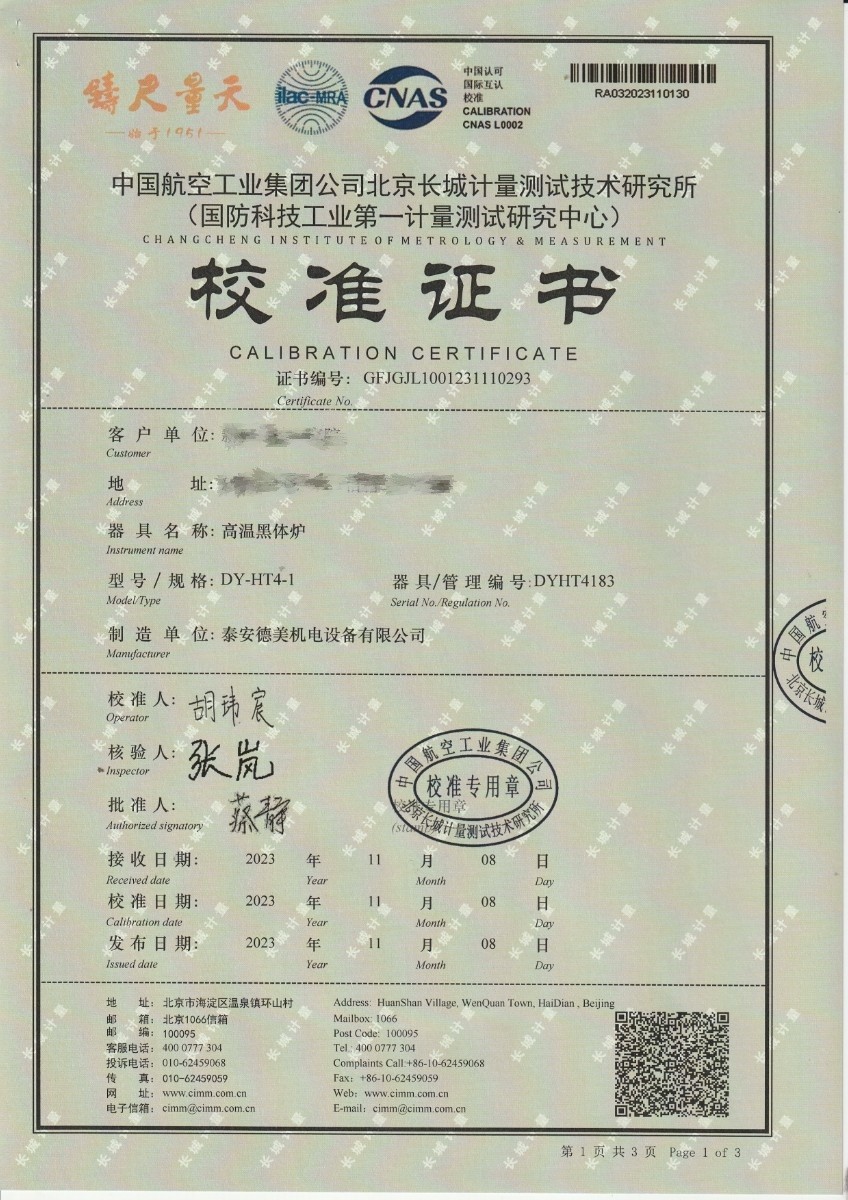 铸尺量天
始于1951
ilac-MRA
CNAS
中国认可
国际互认
校准
CALIBRATION
CNAS L0002
RA032023110130
中国航空工业集团公司北京长城计量测试技术研究所
（国防科技工业第一计量测试研究中心）
CHANGCHENG INSTITUTE OF METROLOGY & MEASUREMENT
校准证书
CALIBRATION CERTIFICATE
证书编号： GFJGJL1001231110293
Certificate No.
客户单位:
Customer
地址:
Address
器具名称: 高温黑体炉
Instrument name
型号/规格: DY-HT4-1 器具/管理编号:DYHT4183
Model/Type Serial No./Regulation No.
制造单位: 泰安德美机电设备有限公司
Manufacturer
校准人: 胡玮宸
Operator
核验人: 张岚
Inspector
批准人: 蔡静
Authorized signatory
中国航空工业集团公司
校准专用章
北京长城计量测试技术研究所
接收日期: 2023 年 11 月 08 日
Received date Year Month Day
校准日期: 2023 年 11 月 08 日
Calibration date Year Month Day
发布日期: 2023 年 11 月 08 日
Issued date Year Month Day
地址：北京市海淀区温泉镇环山村 Address: HuanShan Village, WenQuan Town, HaiDian , Beijing
邮箱：北京1066信箱 Mailbox: 1066
邮编：100095 Post Code: 100095
客服电话：400 0777 304 Tel.: 400 0777 304
投诉电话：010-62459068 Complaints Call:+86-10-62459068
传真：010-62459059 Fax: +86-10-62459059
网址：www.cimm.com.cn Web: www.cimm.com.cn
电子信箱：cimm@cimm.com.cn E-mail: cimm@cimm.com.cn
第 1 页 共 3 页 Page 1 of 3
长城计量